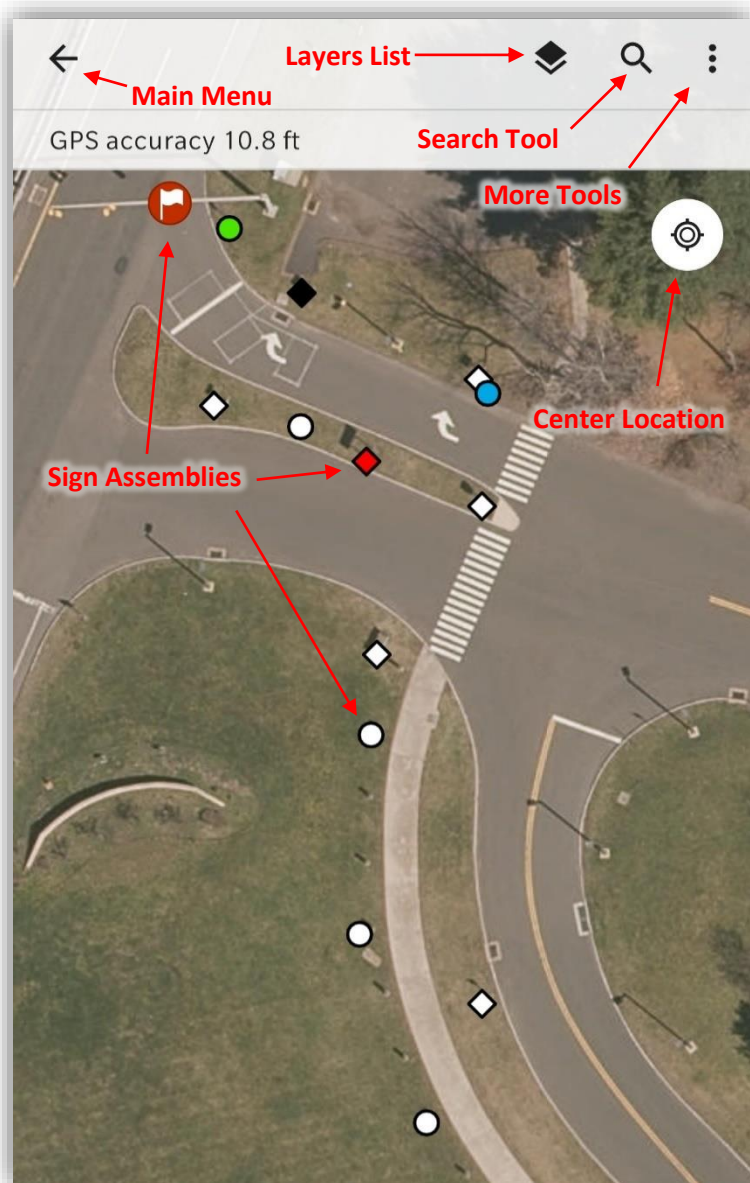 Layers List
Main Menu
GPS accuracy 10.8 ft
Search Tool
More Tools
Center Location
Sign Assemblies